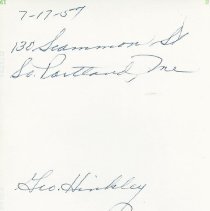 7-17-57
130 Scammon St
So. Portland, Me
Geo. Hinkley